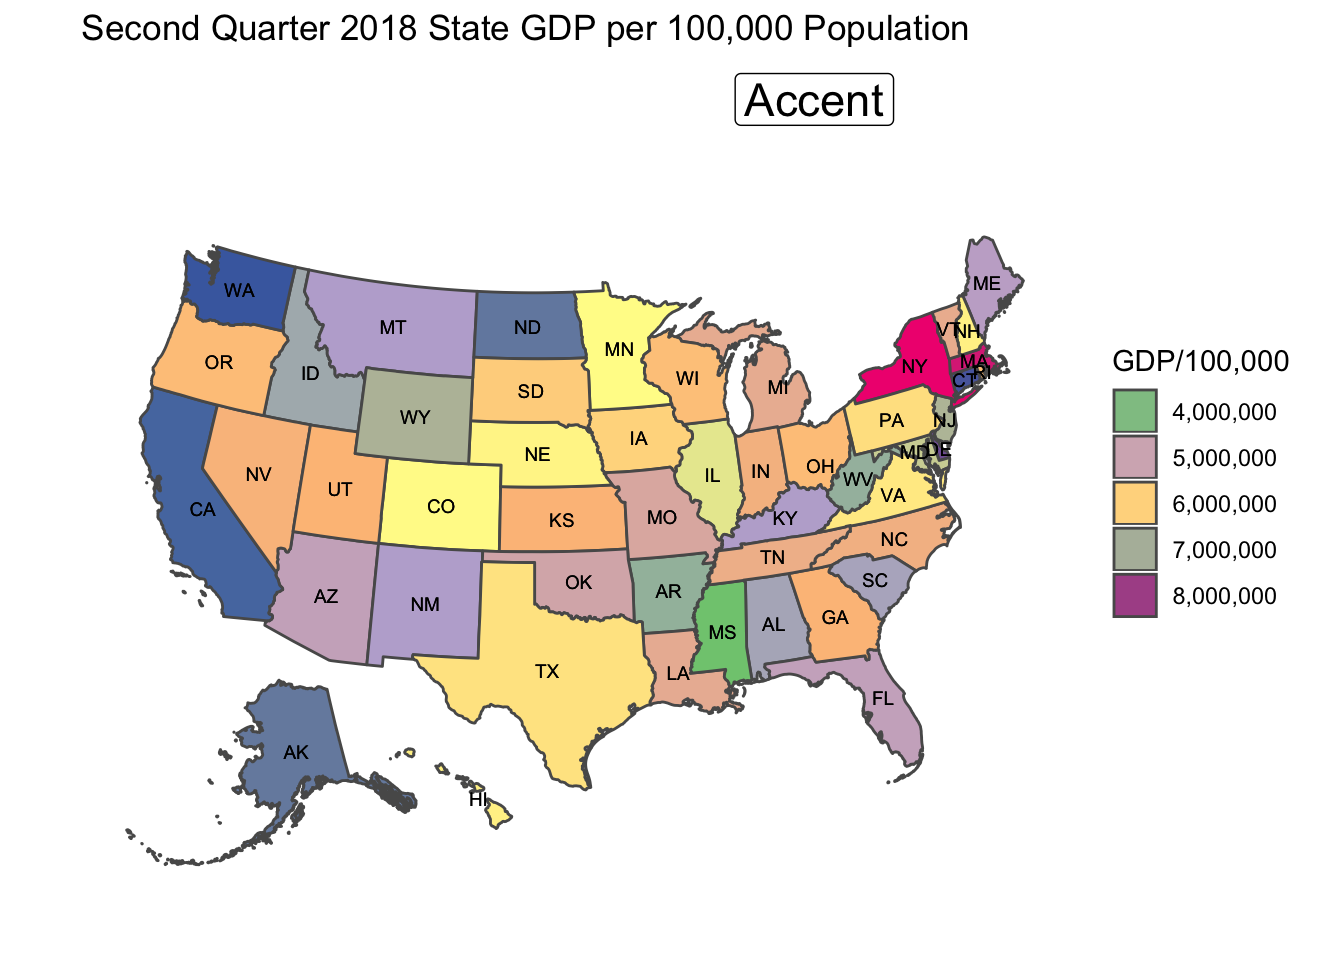 Second Quarter 2018 State GDP per 100,000 Population
Accent
WA
MT
ND
MN
ME
VT
NH
OR
ID
SD
WI
MI
NY
MA
RI
CT
WY
IA
PA
NJ
NV
NE
IL
IN
OH
MD
DE
UT
CO
WV
VA
CA
KS
MO
KY
NC
TN
AZ
NM
OK
AR
SC
MS
AL
GA
TX
LA
FL
AK
HI
GDP/100,000
4,000,000
5,000,000
6,000,000
7,000,000
8,000,000